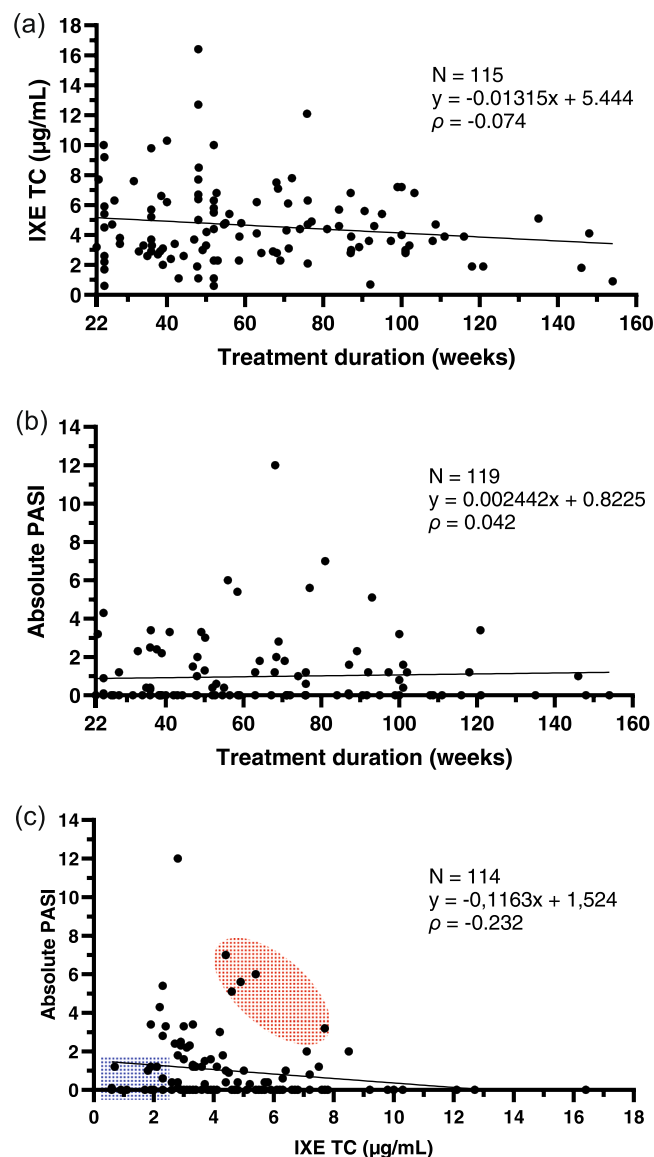 (a)
18
16
14
12
10
8
6
4
2
0
IXE TC (µg/mL)
N = 115
y = -0.01315x + 5.444
ρ = -0.074
22 40 60 80 100 120 140 160
Treatment duration (weeks)
(b)
14
12
10
8
6
4
2
0
Absolute PASI
N = 119
y = 0.002442x + 0.8225
ρ = 0.042
22 40 60 80 100 120 140 160
Treatment duration (weeks)
(c)
14
12
10
8
6
4
2
0
Absolute PASI
N = 114
y = -0,1163x + 1,524
ρ = -0.232
0 2 4 6 8 10 12 14 16 18
IXE TC (µg/mL)